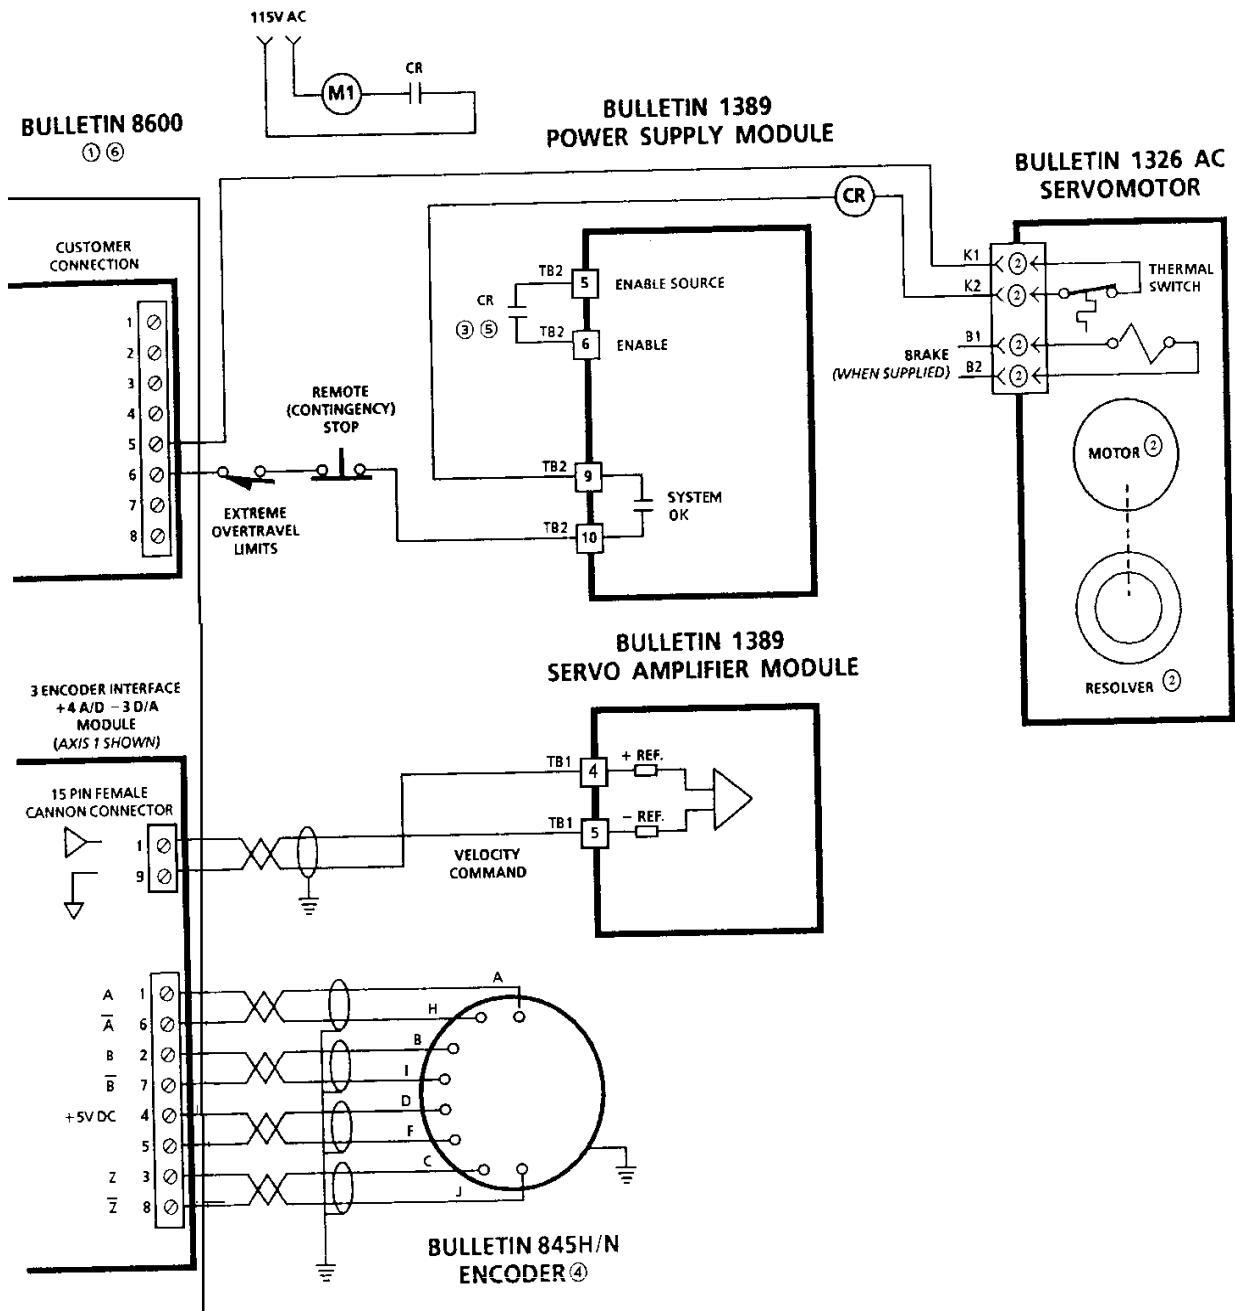 115V AC
M1
CR
BULLETIN 8600
① ⑥
BULLETIN 1389
POWER SUPPLY MODULE
BULLETIN 1326 AC
SERVOMOTOR
CR
CUSTOMER
CONNECTION
1
2
3
4
5
6
7
8
TB2
5
ENABLE SOURCE
CR
③ ⑤
TB2
6
ENABLE
K1
②
THERMAL
SWITCH
K2
②
B1
②
BRAKE
(WHEN SUPPLIED)
B2
②
REMOTE
(CONTINGENCY)
STOP
EXTREME
OVERTRAVEL
LIMITS
TB2
9
SYSTEM
OK
TB2
10
MOTOR ②
RESOLVER ②
BULLETIN 1389
SERVO AMPLIFIER MODULE
3 ENCODER INTERFACE
+4 A/D – 3 D/A
MODULE
(AXIS 1 SHOWN)
15 PIN FEMALE
CANNON CONNECTOR
1
9
TB1
4
+ REF.
TB1
5
– REF.
VELOCITY
COMMAND
A 1
A̅ 6
B 2
B̅ 7
+5V DC 4
5
Z 3
Z̅ 8
A
H
B
I
D
F
C
J
BULLETIN 845H/N
ENCODER ④